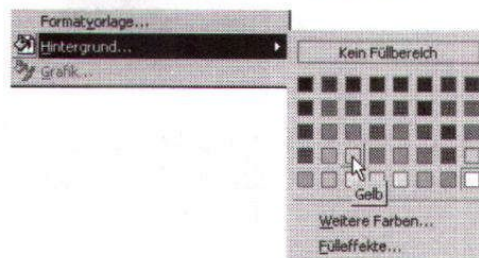 Formatvorlage...
Hintergrund...
Grafik...
Kein Füllbereich
Gelb
Weitere Farben...
Fülleffekte...